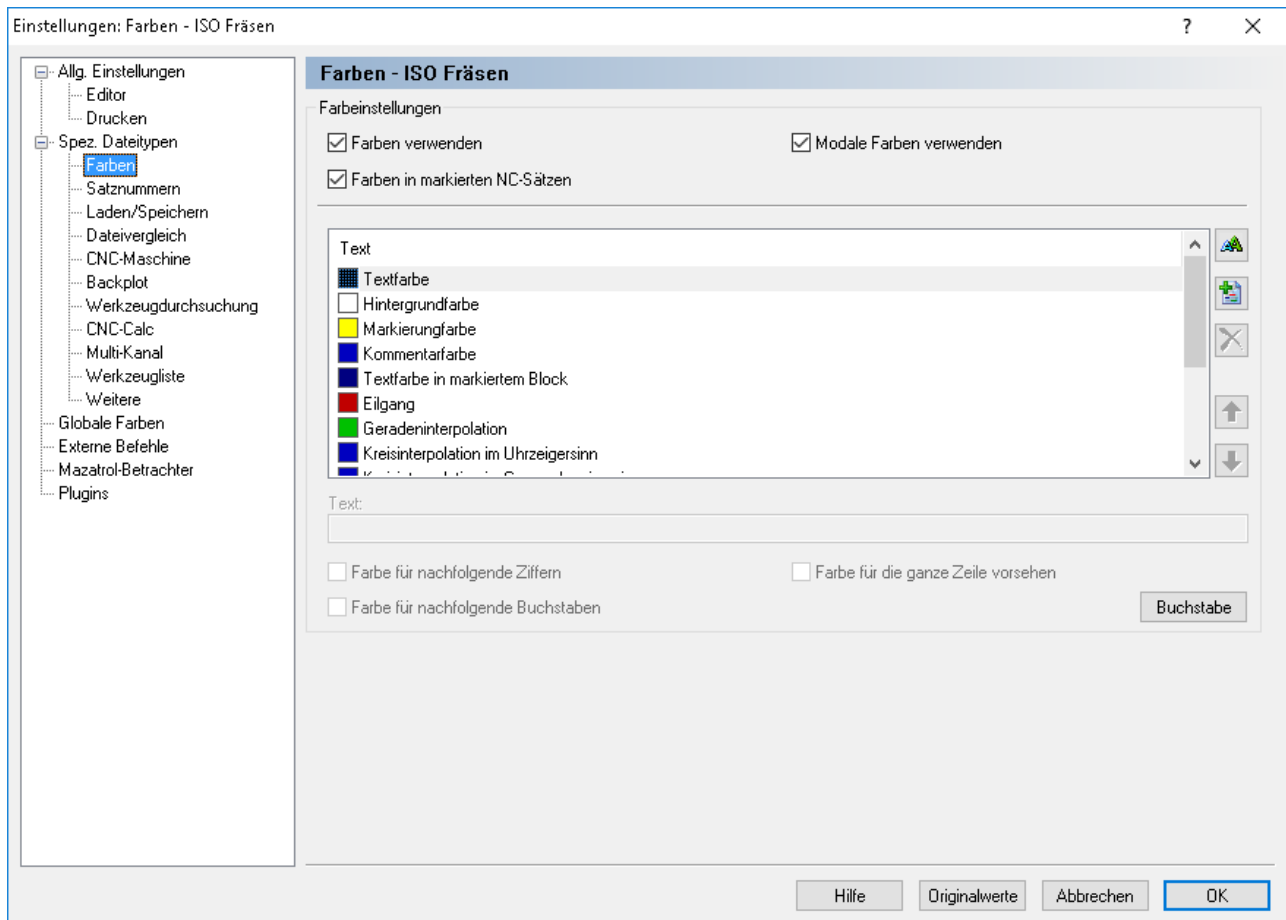 Einstellungen: Farben - ISO Fräsen
?
Allg. Einstellungen
Editor
Drucken
Spez. Dateitypen
Farben
Satznummern
Laden/Speichern
Dateivergleich
CNC-Maschine
Backplot
Werkzeugdurchsuchung
CNC-Calc
Multi-Kanal
Werkzeugliste
Weitere
Globale Farben
Externe Befehle
Mazatrol-Betrachter
Plugins
Farben - ISO Fräsen
Farbeinstellungen
Farben verwenden
Modale Farben verwenden
Farben in markierten NC-Sätzen
Text
Textfarbe
Hintergrundfarbe
Markierungfarbe
Kommentarfarbe
Textfarbe in markiertem Block
Eilgang
Geradeninterpolation
Kreisinterpolation im Uhrzeigersinn
Text:
Farbe für nachfolgende Ziffern
Farbe für die ganze Zeile vorsehen
Farbe für nachfolgende Buchstaben
Buchstabe
Hilfe
Originalwerte
Abbrechen
OK